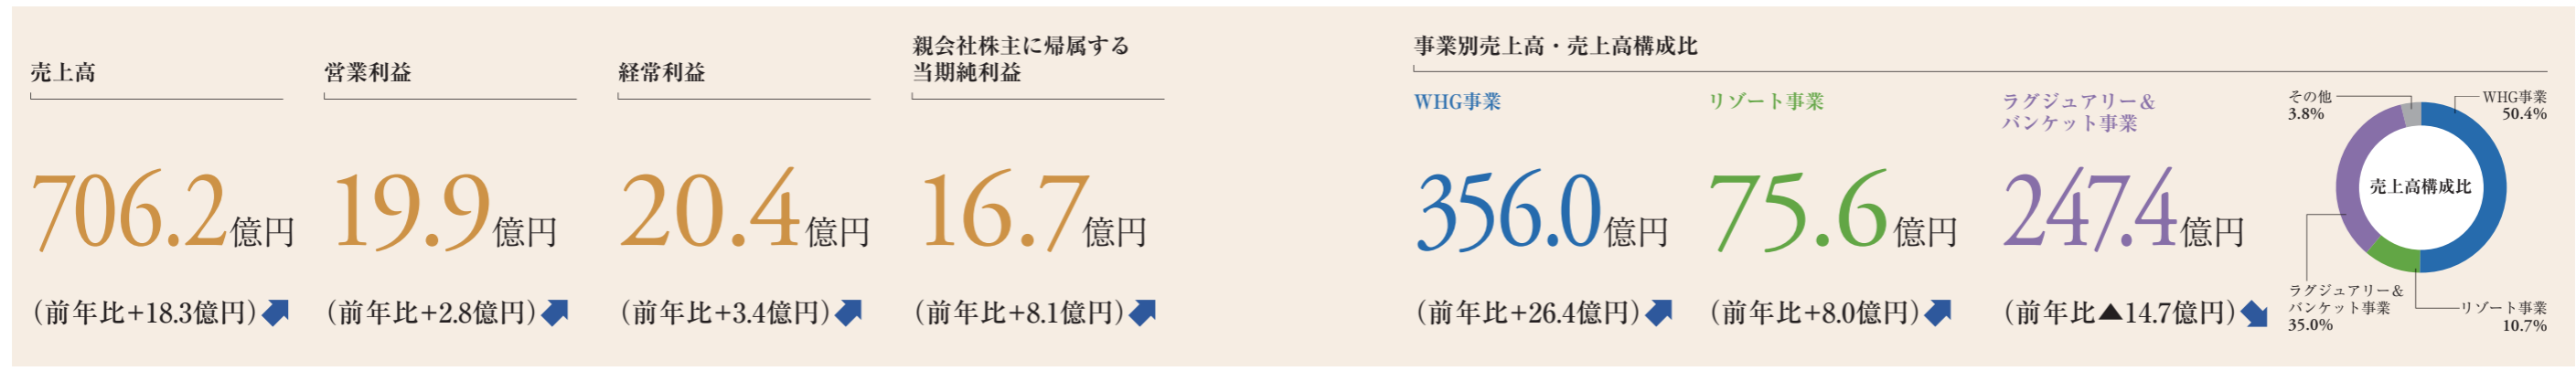 売上高
706.2億円
（前年比+18.3億円）
営業利益
19.9億円
（前年比+2.8億円）
経常利益
20.4億円
（前年比+3.4億円）
親会社株主に帰属する
当期純利益
16.7億円
（前年比+8.1億円）
事業別売上高・売上高構成比
WHG事業
356.0億円
（前年比+26.4億円）
リゾート事業
75.6億円
（前年比+8.0億円）
ラグジュアリー＆
バンケット事業
247.4億円
（前年比▲14.7億円）
売上高構成比
WHG事業
50.4%
リゾート事業
10.7%
ラグジュアリー＆
バンケット事業
35.0%
その他
3.8%